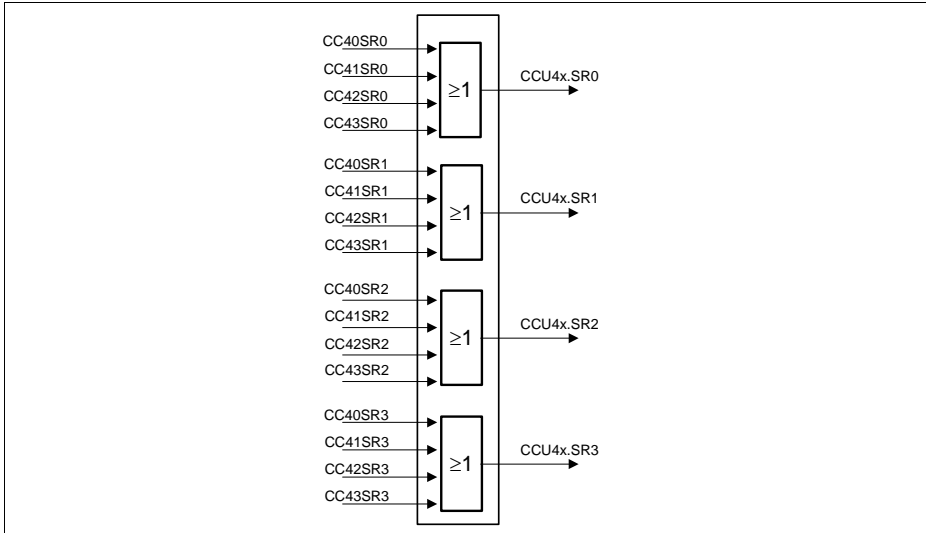 CC40SR0
CC41SR0
CC42SR0
CC43SR0
≥1
CCU4x.SR0
CC40SR1
CC41SR1
CC42SR1
CC43SR1
≥1
CCU4x.SR1
CC40SR2
CC41SR2
CC42SR2
CC43SR2
≥1
CCU4x.SR2
CC40SR3
CC41SR3
CC42SR3
CC43SR3
≥1
CCU4x.SR3